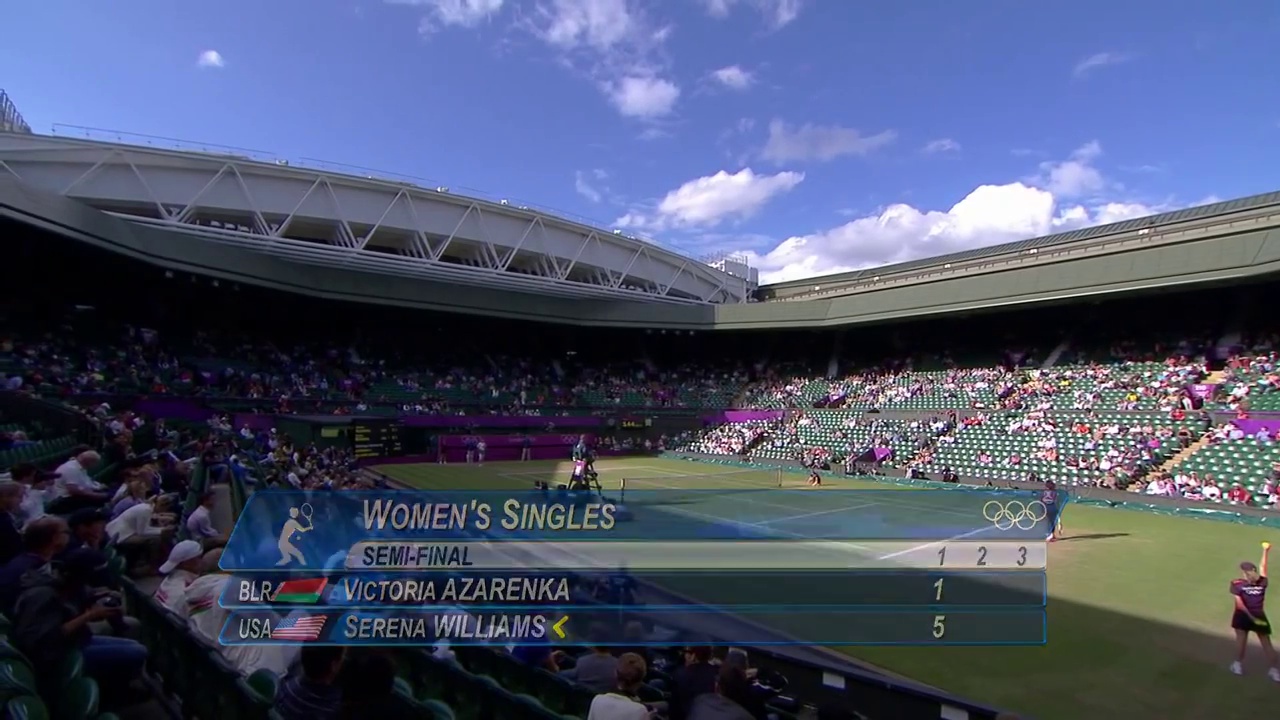 WOMEN'S SINGLES
SEMI-FINAL 1 2 3
BLR VICTORIA AZARENKA 1
USA SERENA WILLIAMS < 5